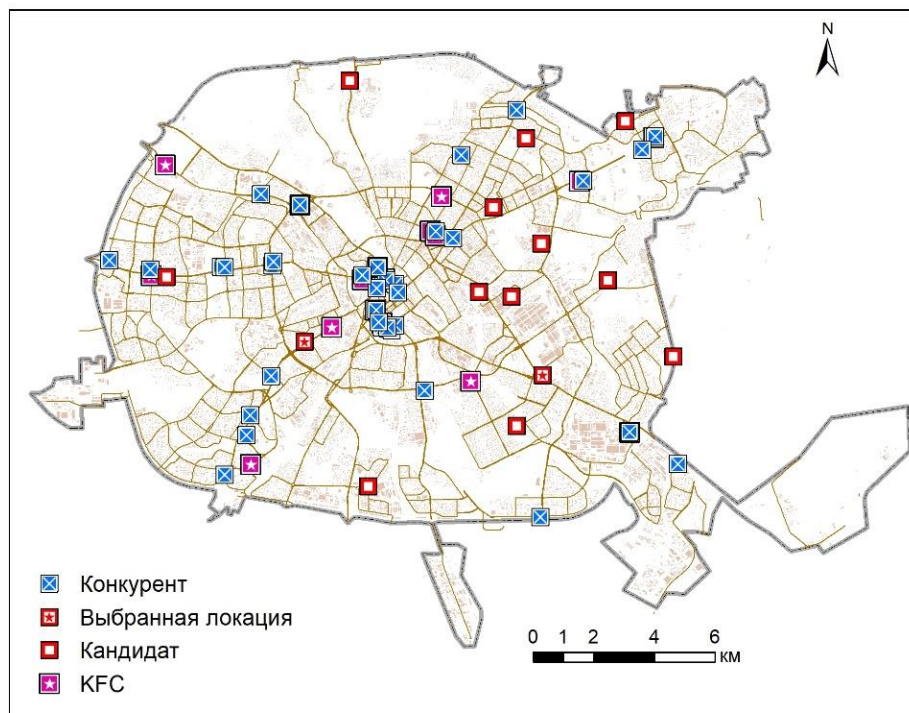 N
Конкурент
Выбранная локация
Кандидат
KFC
0 1 2 4 6
км